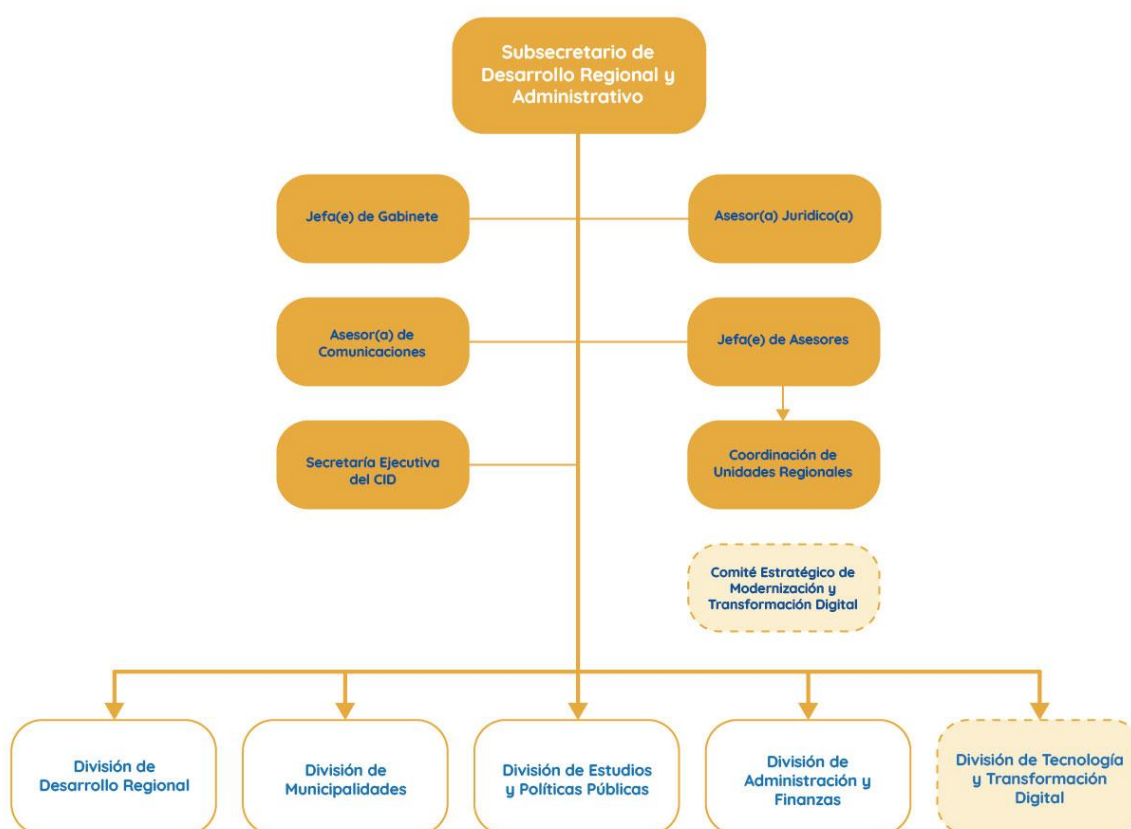 Subsecretario de
Desarrollo Regional y
Administrativo
Jefa(e) de Gabinete
Asesor(a) Juridico(a)
Asesor(a) de
Comunicaciones
Jefa(e) de Asesores
Secretaría Ejecutiva
del CID
Coordinación de
Unidades Regionales
Comité Estratégico de
Modernización y
Transformación Digital
División de
Desarrollo Regional
División de
Municipalidades
División de Estudios
y Políticas Públicas
División de
Administración y
Finanzas
División de Tecnología
y Transformación
Digital